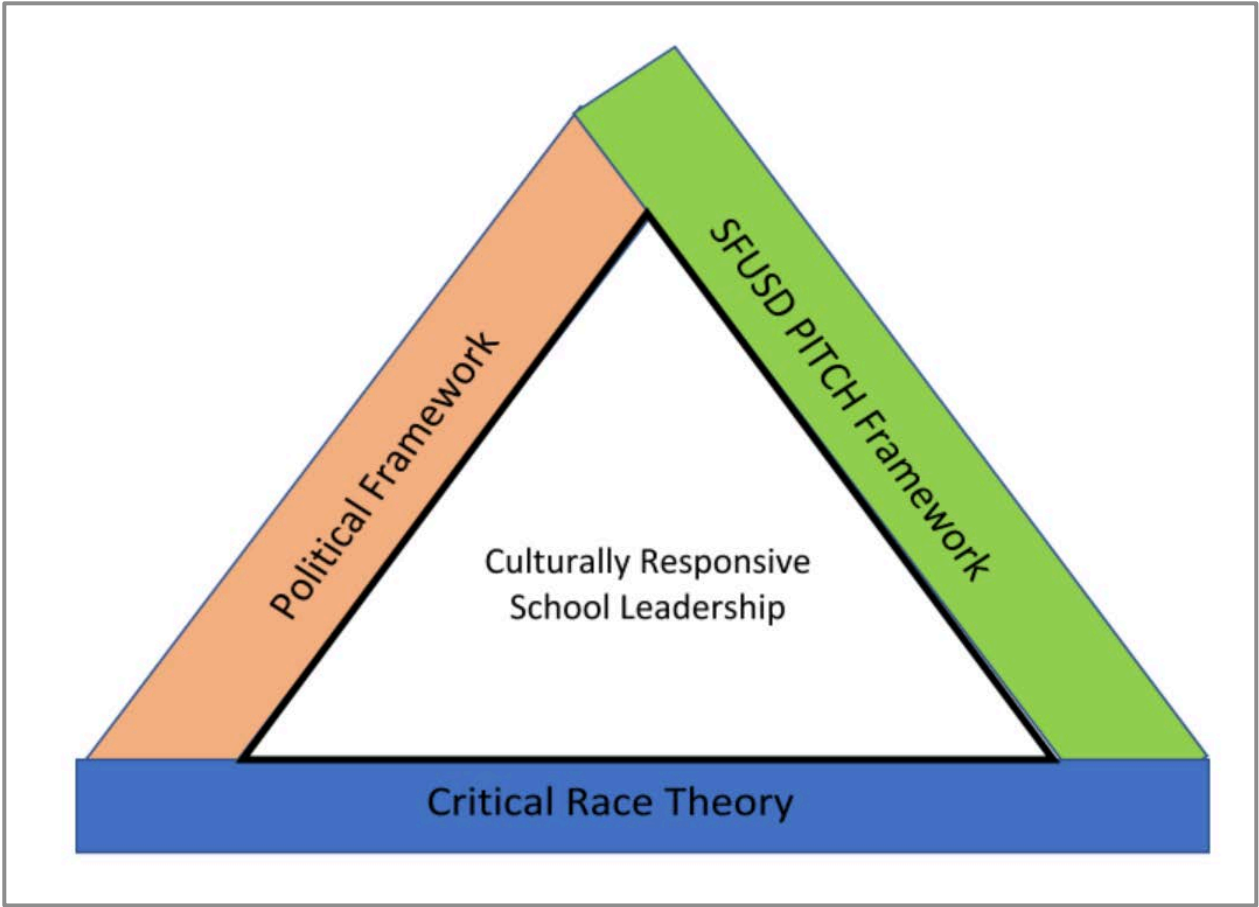 Political Framework
SFUSD PITCH Framework
Culturally Responsive
School Leadership
Critical Race Theory